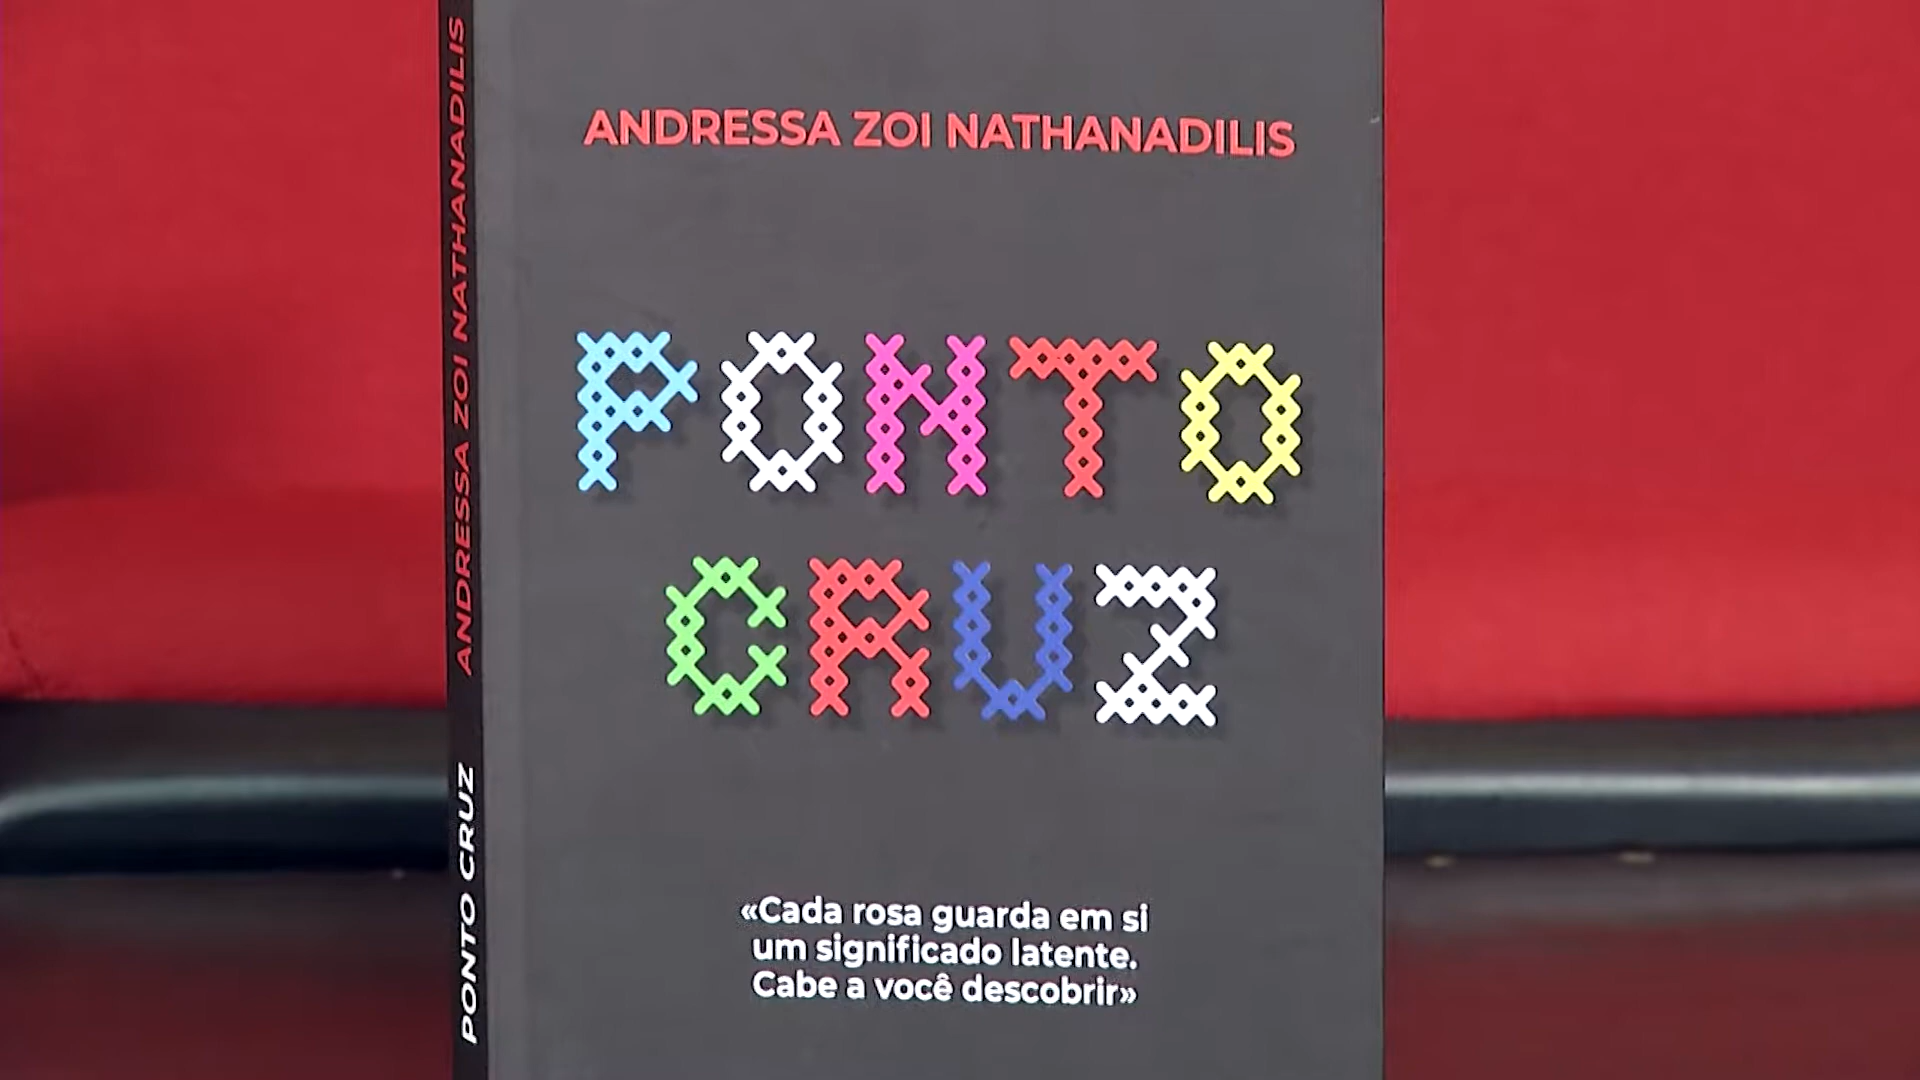 ANDRESSA ZOI NATHANADILIS
PONTO
CRUZ
«Cada rosa guarda em si
um significado latente.
Cabe a você descobrir»
PONTO CRUZ ANDRESSA ZOI NATHANADILIS